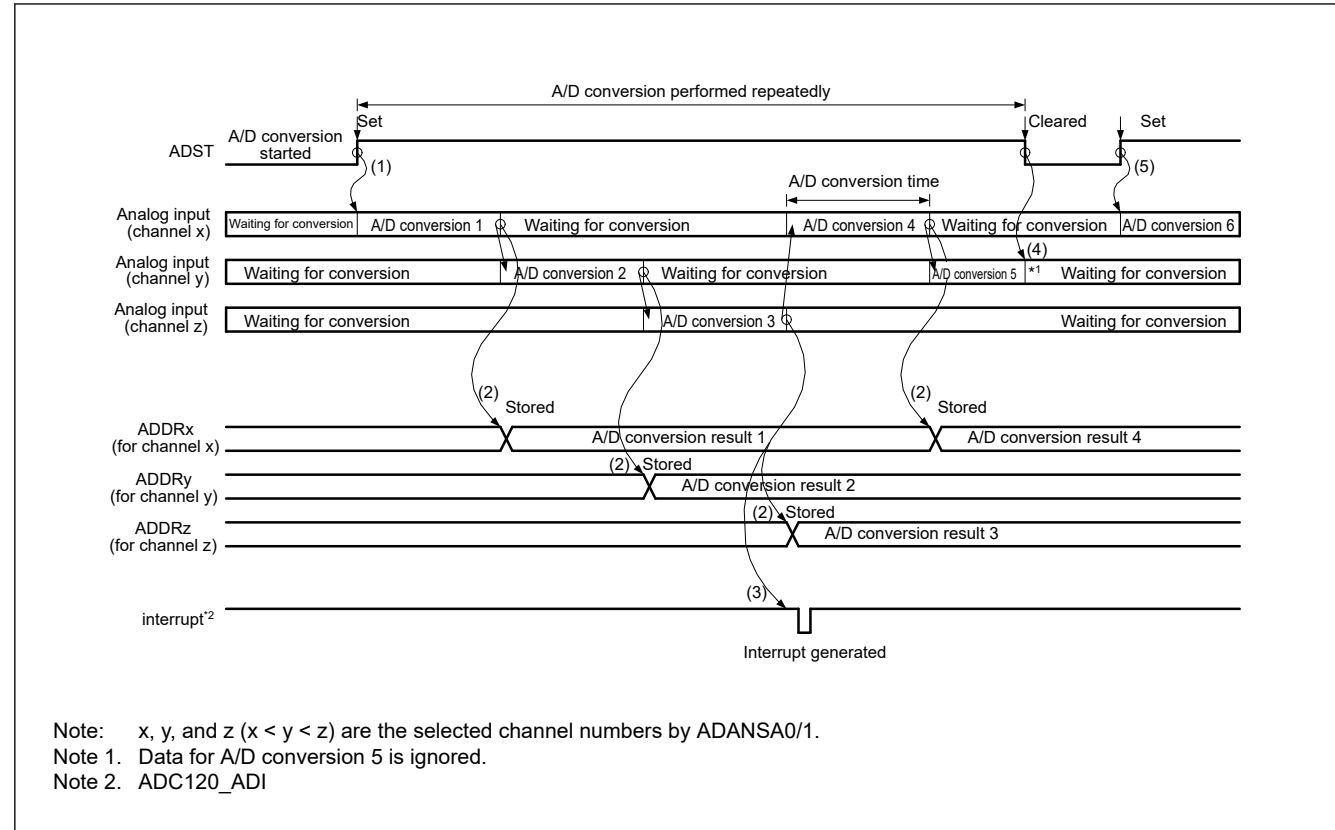 A/D conversion performed repeatedly
Set
Cleared
Set
A/D conversion
started
ADST
(1)
(5)
A/D conversion time
Analog input
(channel x)
Waiting for conversion
A/D conversion 1
Waiting for conversion
A/D conversion 4
Waiting for conversion
A/D conversion 6
(4)
Analog input
(channel y)
Waiting for conversion
A/D conversion 2
Waiting for conversion
A/D conversion 5
*1
Waiting for conversion
Analog input
(channel z)
Waiting for conversion
A/D conversion 3
Waiting for conversion
(2)
Stored
(2)
Stored
ADDRx
(for channel x)
A/D conversion result 1
A/D conversion result 4
(2)
Stored
ADDRy
(for channel y)
A/D conversion result 2
(2)
Stored
ADDRz
(for channel z)
A/D conversion result 3
(3)
interrupt*2
Interrupt generated
Note: x, y, and z (x < y < z) are the selected channel numbers by ADANSA0/1.
Note 1. Data for A/D conversion 5 is ignored.
Note 2. ADC120_ADI